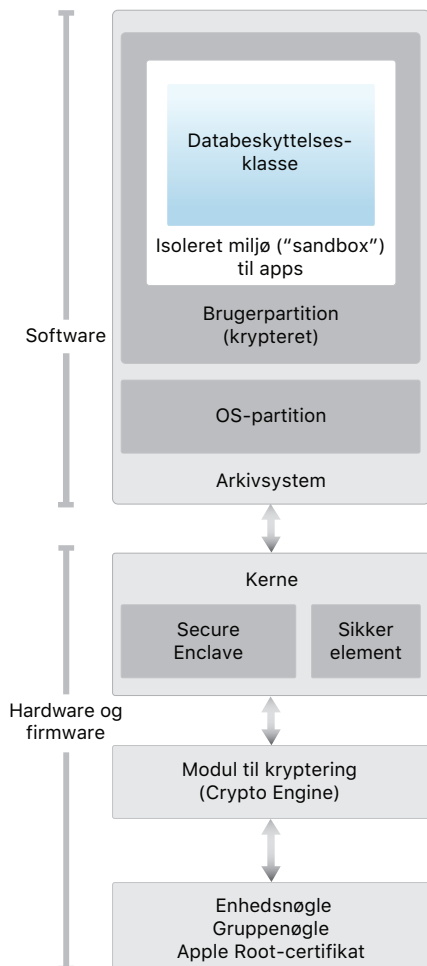 Databeskyttelses-
klasse
Isoleret miljø (“sandbox”)
til apps
Brugerpartition
(krypteret)
Software
OS-partition
Arkivsystem
Kerne
Secure
Enclave
Sikker
element
Hardware og
firmware
Modul til kryptering
(Crypto Engine)
Enhedsnøgle
Gruppenøgle
Apple Root-certifikat